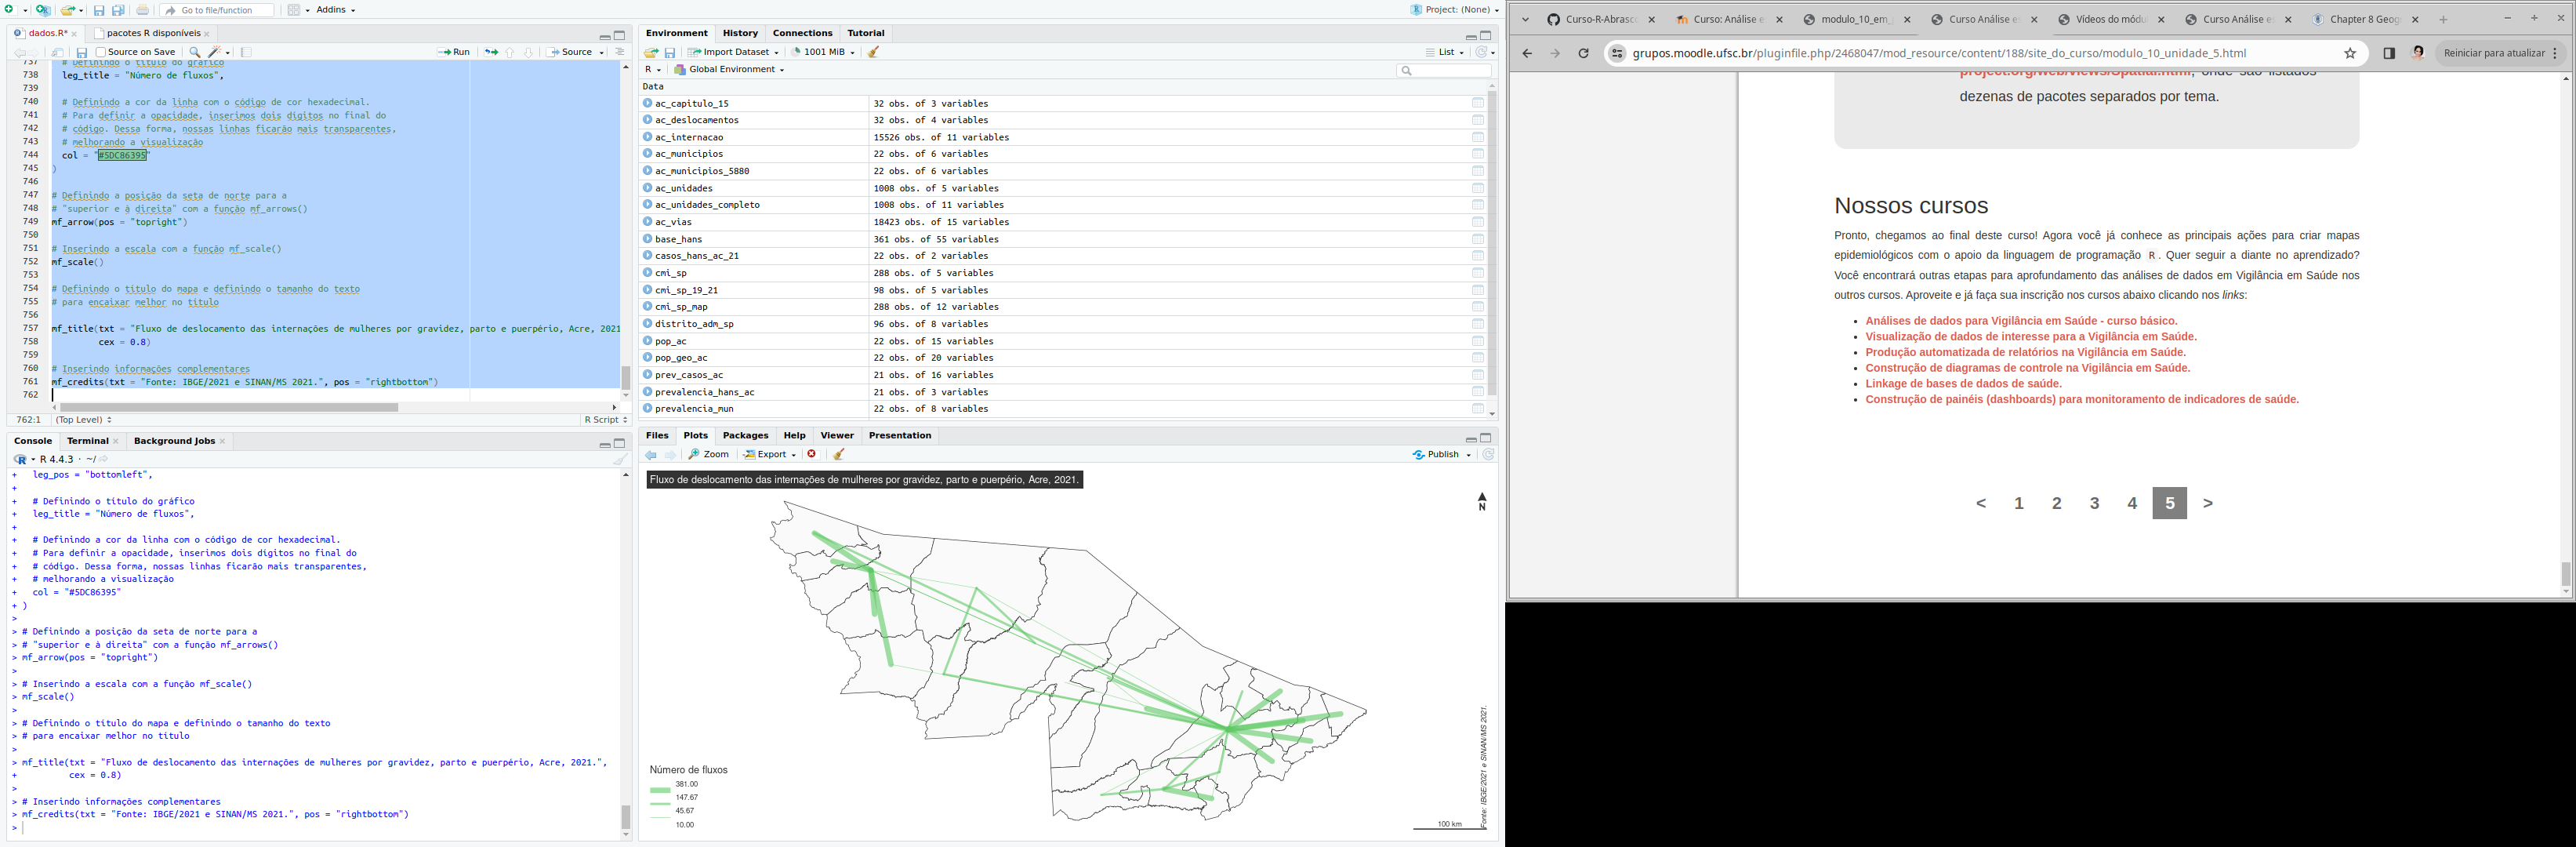 Go to file/function
Addins
Project: (None)
dados.R*
pacotes R disponíveis
Source on Save
Run
Source
737 # Definindo o título do gráfico
738 leg_title = "Número de fluxos",
739
740 # Definindo a cor da linha com o código de cor hexadecimal.
741 # Para definir a opacidade, inserimos dois dígitos no final do
742 # código. Dessa forma, nossas linhas ficarão mais transparentes,
743 # melhorando a visualização
744 col = "#5DC86395"
745 )
746
747 # Definindo a posição da seta de norte para a
748 # "superior e à direita" com a função mf_arrows()
749 mf_arrow(pos = "topright")
750
751 # Inserindo a escala com a função mf_scale()
752 mf_scale()
753
754 # Definindo o título do mapa e definindo o tamanho do texto
755 # para encaixar melhor no título
756
757 mf_title(txt = "Fluxo de deslocamento das internações de mulheres por gravidez, parto e puerpério, Acre, 2021
758 cex = 0.8)
759
760 # Inserindo informações complementares
761 mf_credits(txt = "Fonte: IBGE/2021 e SINAN/MS 2021.", pos = "rightbottom")
762
762:1 (Top Level) R Script
Console Terminal Background Jobs
R 4.4.3 · ~/
+ leg_pos = "bottomleft",
+
+ # Definindo o título do gráfico
+ leg_title = "Número de fluxos",
+
+ # Definindo a cor da linha com o código de cor hexadecimal.
+ # Para definir a opacidade, inserimos dois dígitos no final do
+ # código. Dessa forma, nossas linhas ficarão mais transparentes,
+ # melhorando a visualização
+ col = "#5DC86395"
+ )
>
> # Definindo a posição da seta de norte para a
> # "superior e à direita" com a função mf_arrows()
> mf_arrow(pos = "topright")
>
> # Inserindo a escala com a função mf_scale()
> mf_scale()
>
> # Definindo o título do mapa e definindo o tamanho do texto
> # para encaixar melhor no título
>
> mf_title(txt = "Fluxo de deslocamento das internações de mulheres por gravidez, parto e puerpério, Acre, 2021.",
+ cex = 0.8)
>
> # Inserindo informações complementares
> mf_credits(txt = "Fonte: IBGE/2021 e SINAN/MS 2021.", pos = "rightbottom")
>
Environment History Connections Tutorial
Import Dataset 1001 MiB List
R Global Environment
Data
ac_capitulo_15 32 obs. of 3 variables
ac_deslocamentos 32 obs. of 4 variables
ac_internacao 15526 obs. of 11 variables
ac_municipios 22 obs. of 6 variables
ac_municipios_5880 22 obs. of 6 variables
ac_unidades 1008 obs. of 5 variables
ac_unidades_completo 1008 obs. of 11 variables
ac_vias 18423 obs. of 15 variables
base_hans 361 obs. of 55 variables
casos_hans_ac_21 22 obs. of 2 variables
cmi_sp 288 obs. of 5 variables
cmi_sp_19_21 98 obs. of 5 variables
cmi_sp_map 288 obs. of 12 variables
distrito_adm_sp 96 obs. of 8 variables
pop_ac 22 obs. of 15 variables
pop_geo_ac 22 obs. of 20 variables
prev_casos_ac 21 obs. of 16 variables
prevalencia_hans_ac 21 obs. of 3 variables
prevalencia_mun 22 obs. of 8 variables
Files Plots Packages Help Viewer Presentation
Zoom Export Publish
Fluxo de deslocamento das internações de mulheres por gravidez, parto e puerpério, Acre, 2021.
N
Número de fluxos
381.00
147.67
45.67
10.00
100 km
Fonte: IBGE/2021 e SINAN/MS 2021.
Curso-R-Abrasc
Curso: Análise e
modulo_10_em_
Curso Análise e
Vídeos do módu
Curso Análise e
Chapter 8 Geog
grupos.moodle.ufsc.br/pluginfile.php/2468047/mod_resource/content/188/site_do_curso/modulo_10_unidade_5.html
Reiniciar para atualizar
project.org/web/views/Spatial.html, onde são listados
dezenas de pacotes separados por tema.
Nossos cursos
Pronto, chegamos ao final deste curso! Agora você já conhece as principais ações para criar mapas
epidemiológicos com o apoio da linguagem de programação R. Quer seguir a diante no aprendizado?
Você encontrará outras etapas para aprofundamento das análises de dados em Vigilância em Saúde nos
outros cursos. Aproveite e já faça sua inscrição nos cursos abaixo clicando nos links:
• Análises de dados para Vigilância em Saúde - curso básico.
• Visualização de dados de interesse para a Vigilância em Saúde.
• Produção automatizada de relatórios na Vigilância em Saúde.
• Construção de diagramas de controle na Vigilância em Saúde.
• Linkage de bases de dados de saúde.
• Construção de painéis (dashboards) para monitoramento de indicadores de saúde.
< 1 2 3 4 5 >